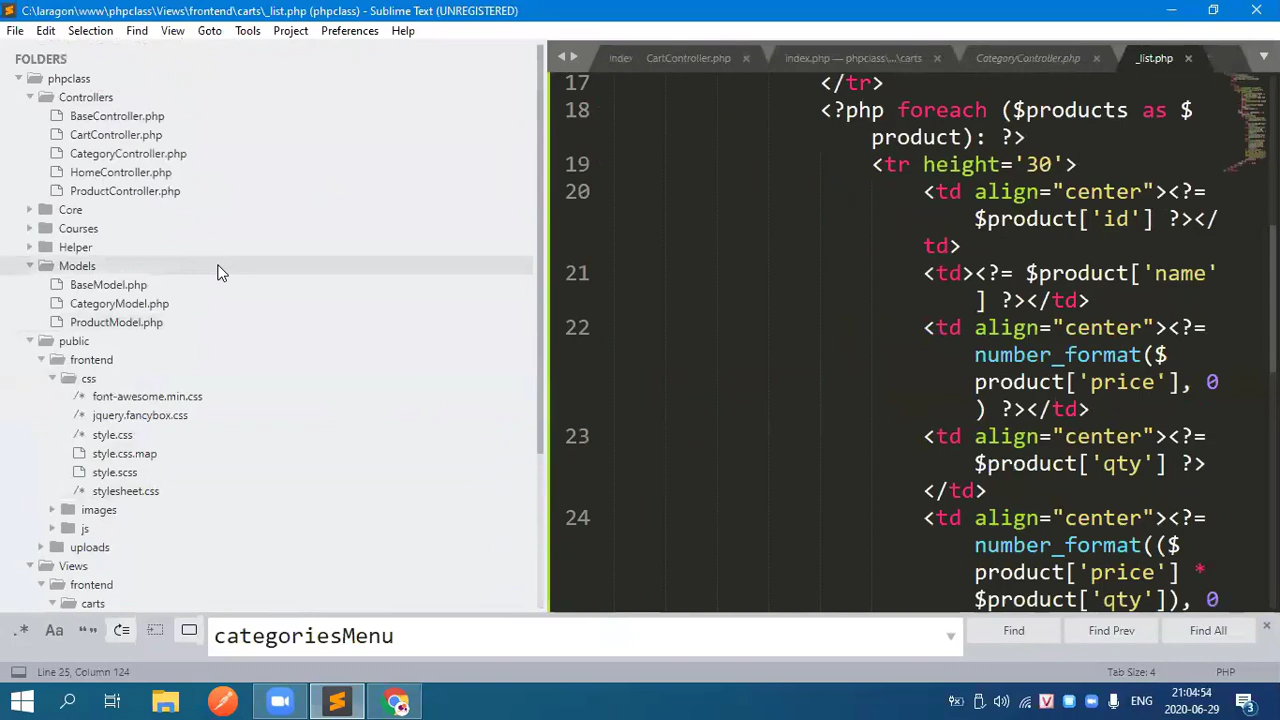 C:\laragon\www\phpclass\Views\frontend\carts\_list.php (phpclass) - Sublime Text (UNREGISTERED)
File Edit Selection Find View Goto Tools Project Preferences Help
FOLDERS
phpclass
Controllers
BaseController.php
CartController.php
CategoryController.php
HomeController.php
ProductController.php
Core
Courses
Helper
Models
BaseModel.php
CategoryModel.php
ProductModel.php
public
frontend
css
font-awesome.min.css
jquery.fancybox.css
style.css
style.css.map
style.scss
stylesheet.css
images
js
uploads
Views
frontend
carts
index CartController.php index.php — phpclass\...\carts CategoryController.php _list.php
17 </tr>
18 <?php foreach ($products as $
product): ?>
19 <tr height='30'>
20 <td align="center"><?=
$product['id'] ?></
td>
21 <td><?= $product['name'
] ?></td>
22 <td align="center"><?=
number_format($
product['price'], 0
) ?></td>
23 <td align="center"><?=
$product['qty'] ?>
</td>
24 <td align="center"><?=
number_format(($
product['price'] *
$product['qty']), 0
.* Aa “” categoriesMenu Find Find Prev Find All
Line 25, Column 124 Tab Size: 4 PHP
ENG 21:04:54
2020-06-29
3